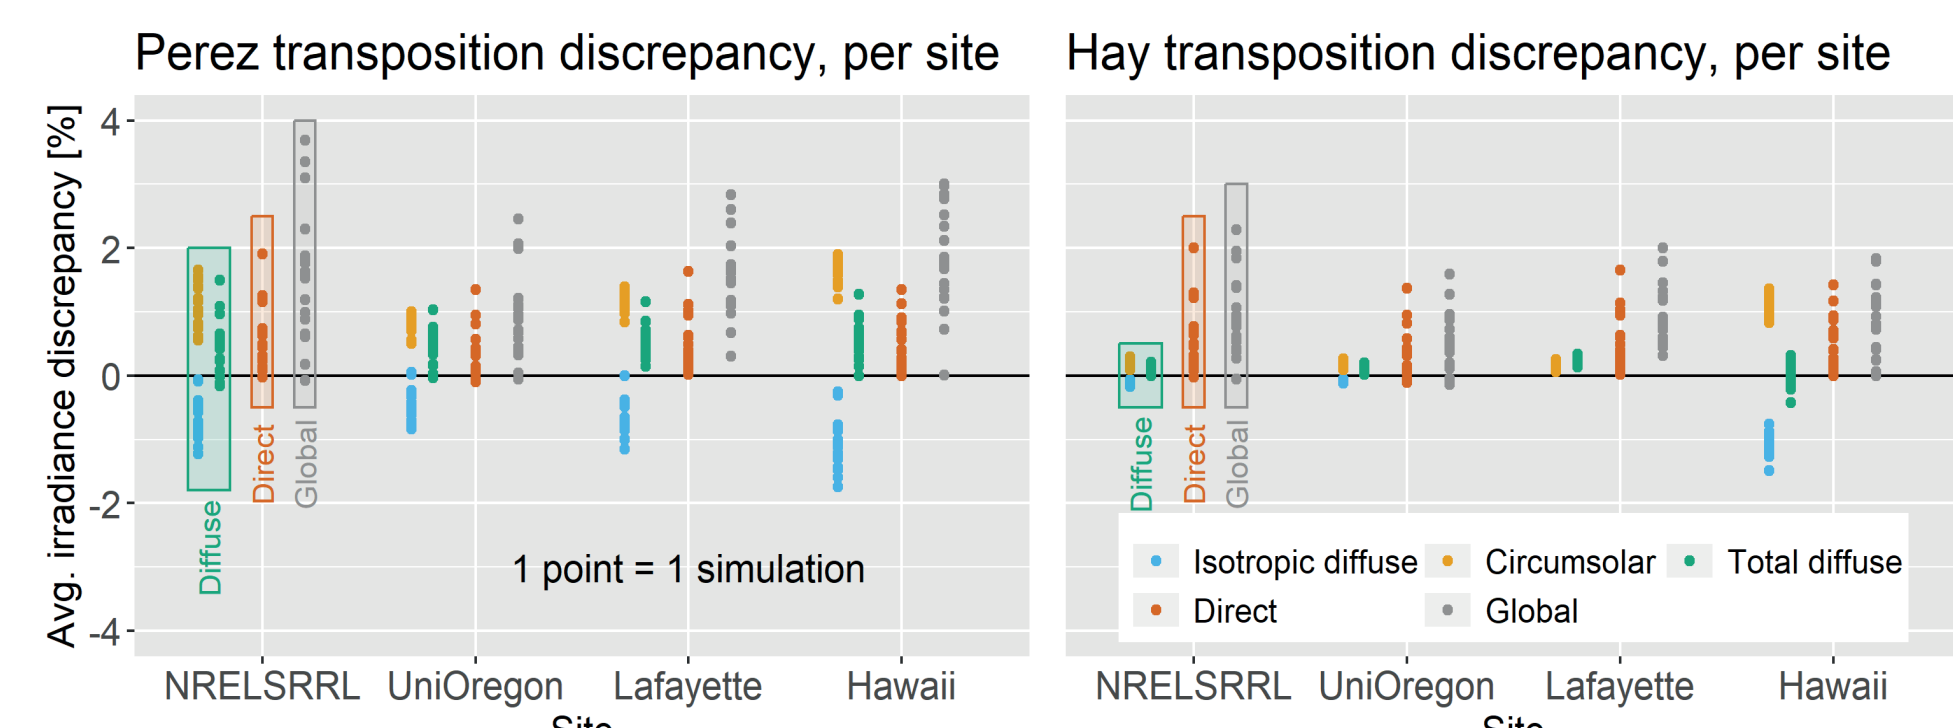 Perez transposition discrepancy, per site
Hay transposition discrepancy, per site
Avg. irradiance discrepancy [%]
4
2
0
-2
-4
Diffuse
Direct
Global
1 point = 1 simulation
NRELSRRL
UniOregon
Lafayette
Hawaii
Site
Diffuse
Direct
Global
Isotropic diffuse
Circumsolar
Total diffuse
Direct
Global
NRELSRRL
UniOregon
Lafayette
Hawaii
Site